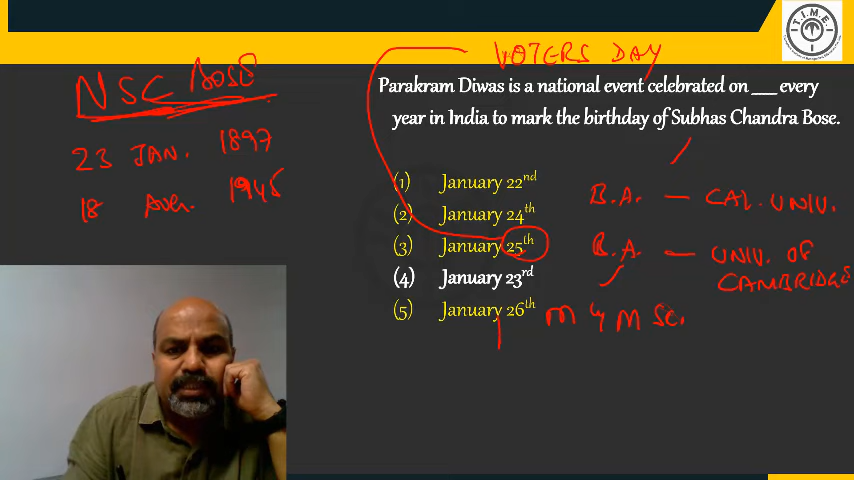 T.I.M.E.
VOTERS DAY
NSC BOSE
23 JAN. 1897
18 AUG. 1945
Parakram Diwas is a national event celebrated on ___ every
year in India to mark the birthday of Subhas Chandra Bose.
(1) January 22nd
(2) January 24th
(3) January 25th
(4) January 23rd
(5) January 26th
B.A. — CAL. UNIV.
B.A. — UNIV. OF
CAMBRIDGE
M & M SC.